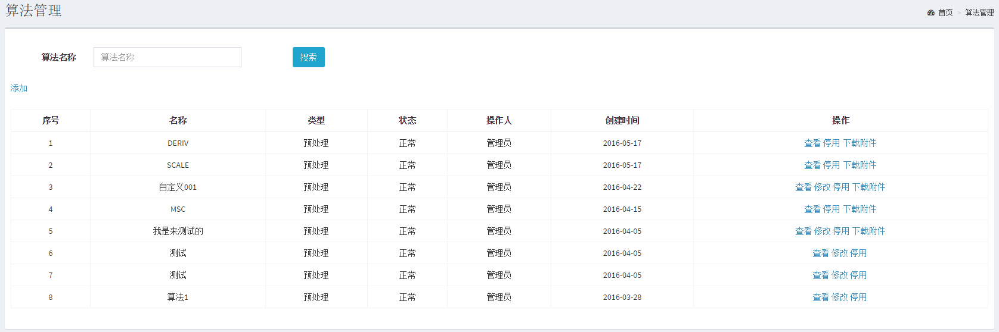 算法管理
首页 > 算法管理
算法名称 算法名称 搜索
添加
序号 名称 类型 状态 操作人 创建时间 操作
1 DERIV 预处理 正常 管理员 2016-05-17 查看 停用 下载附件
2 SCALE 预处理 正常 管理员 2016-05-17 查看 停用 下载附件
3 自定义001 预处理 正常 管理员 2016-04-22 查看 修改 停用 下载附件
4 MSC 预处理 正常 管理员 2016-04-15 查看 停用 下载附件
5 我是来测试的 预处理 正常 管理员 2016-04-05 查看 修改 停用 下载附件
6 测试 预处理 正常 管理员 2016-04-05 查看 修改 停用
7 测试 预处理 正常 管理员 2016-04-05 查看 修改 停用
8 算法1 预处理 正常 管理员 2016-03-28 查看 修改 停用